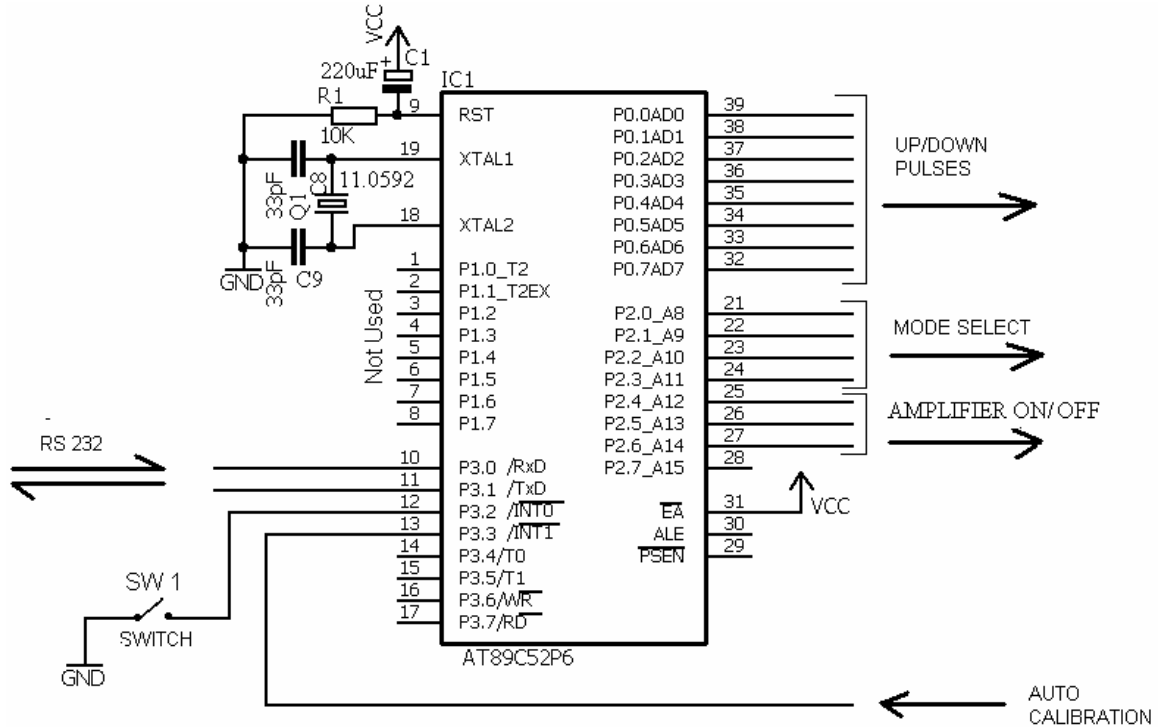 VCC
C1
220uF +
R1
10K
IC1
9
RST
19
XTAL1
33pF
Q1
C8
11.0592
18
XTAL2
GND
33pF
C9
Not Used
1
P1.0_T2
2
P1.1_T2EX
3
P1.2
4
P1.3
5
P1.4
6
P1.5
7
P1.6
8
P1.7
RS 232
10
P3.0 /RxD
11
P3.1 /TxD
12
P3.2 /INT0
13
P3.3 /INT1
14
P3.4/T0
15
P3.5/T1
16
P3.6/WR
17
P3.7/RD
SW 1
SWITCH
GND
AT89C52P6
P0.0AD0
39
P0.1AD1
38
P0.2AD2
37
P0.3AD3
36
P0.4AD4
35
P0.5AD5
34
P0.6AD6
33
P0.7AD7
32
UP/DOWN
PULSES
P2.0_A8
21
P2.1_A9
22
P2.2_A10
23
P2.3_A11
24
MODE SELECT
P2.4_A12
25
P2.5_A13
26
P2.6_A14
27
P2.7_A15
28
AMPLIFIER ON/OFF
EA
31
VCC
ALE
30
PSEN
29
AUTO
CALIBRATION